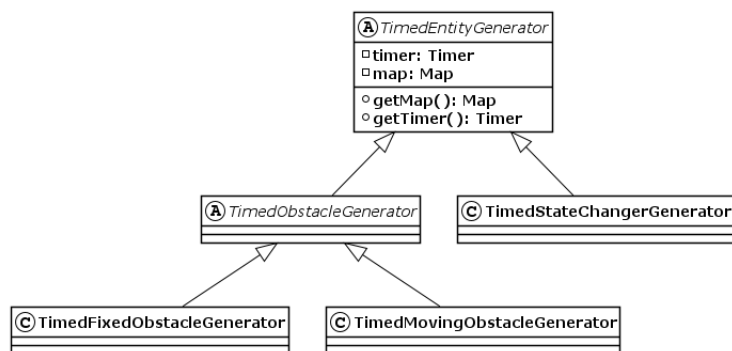 A TimedEntityGenerator
timer: Timer
map: Map
getMap(): Map
getTimer(): Timer
A TimedObstacleGenerator
C TimedStateChangerGenerator
C TimedFixedObstacleGenerator
C TimedMovingObstacleGenerator